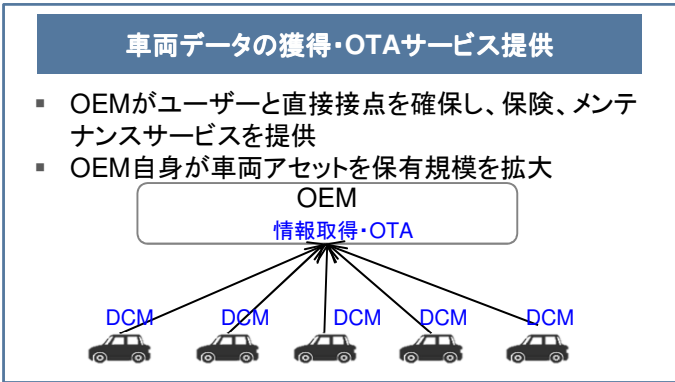 車両データの獲得・OTAサービス提供
▪ OEMがユーザーと直接接点を確保し、保険、メンテ
ナンスサービスを提供
▪ OEM自身が車両アセットを保有規模を拡大
OEM
情報取得・OTA
DCM DCM DCM DCM DCM